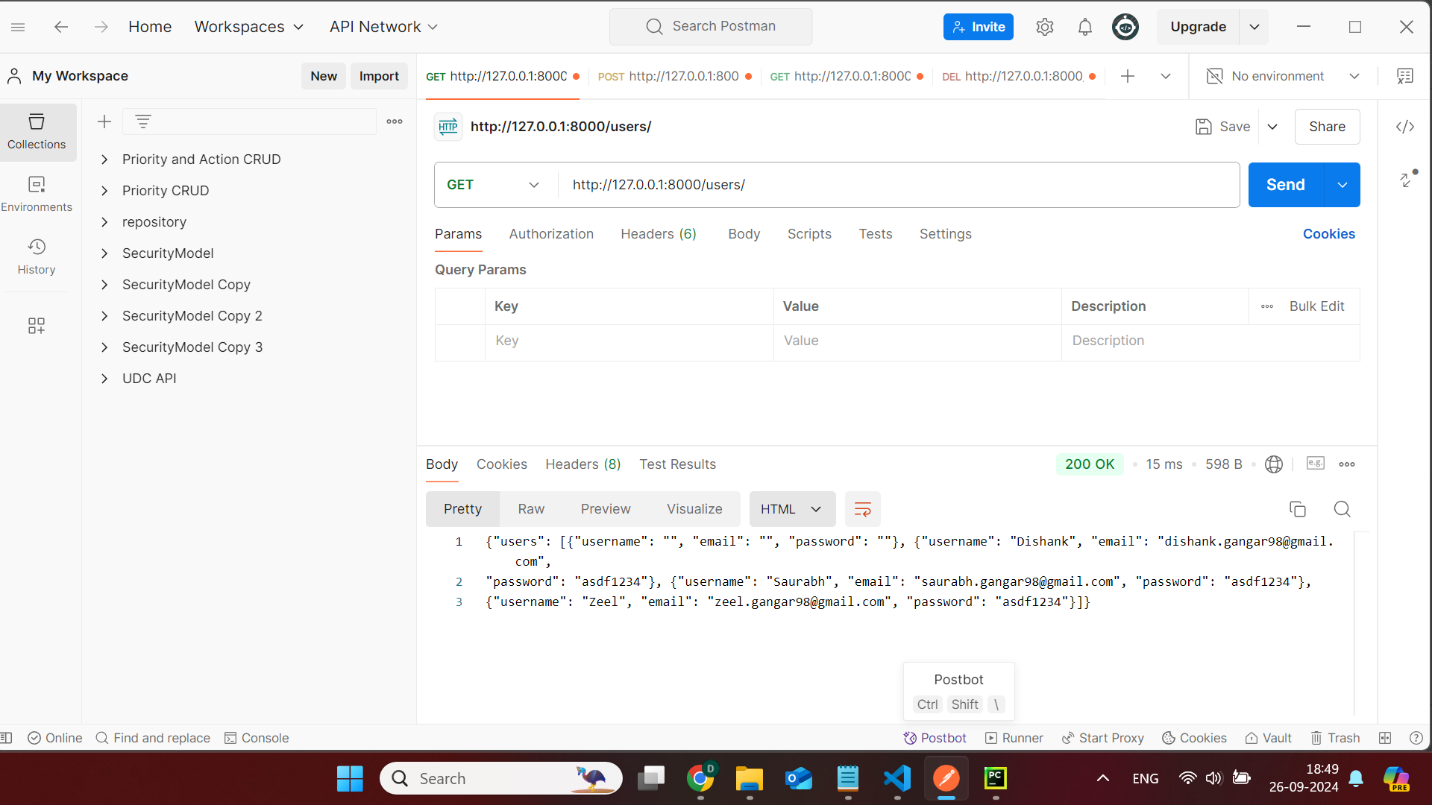 Home Workspaces API Network Search Postman Invite Upgrade
My Workspace New Import GET http://127.0.0.1:8000 POST http://127.0.0.1:800 GET http://127.0.0.1:8000 DEL http://127.0.0.1:8000 No environment
Collections
Environments
History
Priority and Action CRUD
Priority CRUD
repository
SecurityModel
SecurityModel Copy
SecurityModel Copy 2
SecurityModel Copy 3
UDC API
HTTP http://127.0.0.1:8000/users/ Save Share
GET http://127.0.0.1:8000/users/ Send
Params Authorization Headers (6) Body Scripts Tests Settings Cookies
Query Params
Key Value Description Bulk Edit
Key Value Description
Body Cookies Headers (8) Test Results 200 OK 15 ms 598 B e.g.
Pretty Raw Preview Visualize HTML
1 {"users": [{"username": "", "email": "", "password": ""}, {"username": "Dishank", "email": "dishank.gangar98@gmail.
com",
2 "password": "asdf1234"}, {"username": "Saurabh", "email": "saurabh.gangar98@gmail.com", "password": "asdf1234"},
3 {"username": "Zeel", "email": "zeel.gangar98@gmail.com", "password": "asdf1234"}]}
Postbot
Ctrl Shift \
Online Find and replace Console Postbot Runner Start Proxy Cookies Vault Trash
Search D PC ENG 18:49 PRE
26-09-2024